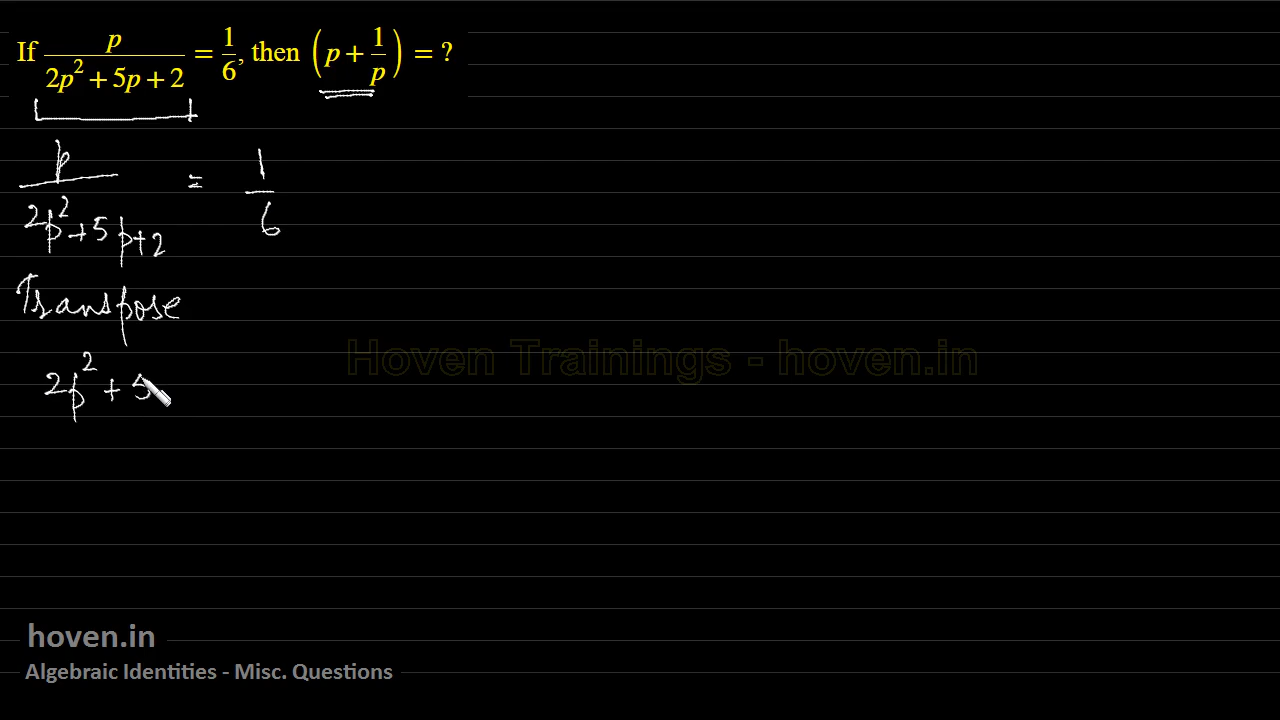 If p/(2p² + 5p + 2) = 1/6, then (p + 1/p) = ?
p/(2p² + 5p + 2) = 1/6
Transpose
2p² + 5
Hoven Trainings - hoven.in
hoven.in
Algebraic Identities - Misc. Questions